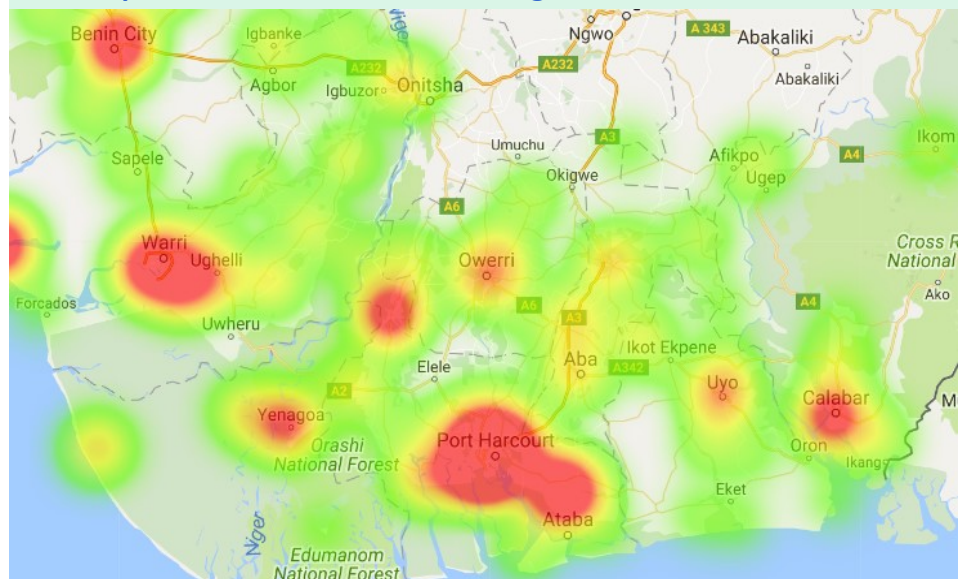 Benin City
Igbanke
Niger
Ngwo
A 343
Abakaliki
Abakaliki
A232
A232
Agbor
Igbuzor
Onitsha
Sapele
Umuchu
A3
Afikpo
A4
Ikom
Okigwe
Ugep
A6
Warri
Ughelli
Owerri
Cross R
National
Forcados
Uwheru
A6
A3
A4
Ako
Elele
Aba
Ikot Ekpene
A342
A2
Uyo
Calabar
M
Yenagoa
Orashi
National Forest
Port Harcourt
Oron
Ikang
Eket
Niger
Ataba
Edumanom
National Forest